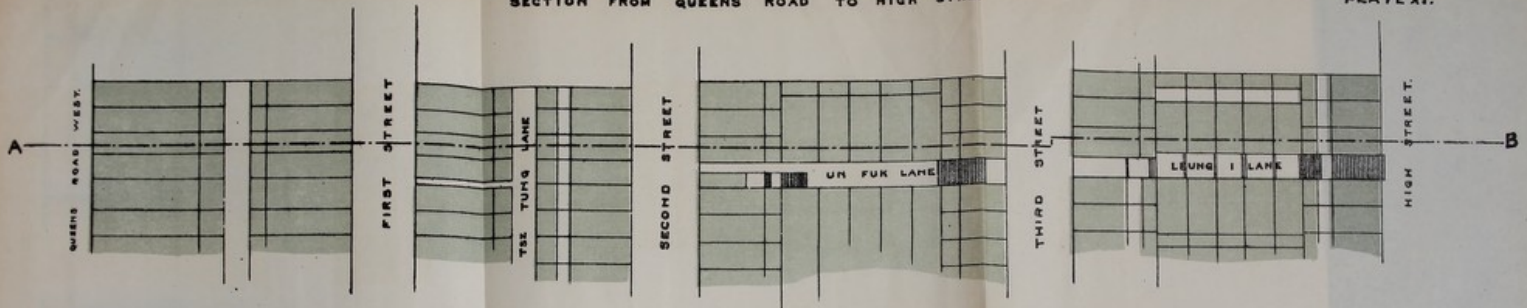 SECTION FROM QUEENS ROAD TO HIGH
A
QUEENS ROAD WEST.
FIRST STREET
TSZ TUNG LANE
SECOND STREET
UN FUK LANE
THIRD STREET
LEUNG I LANE
HIGH STREET.
B